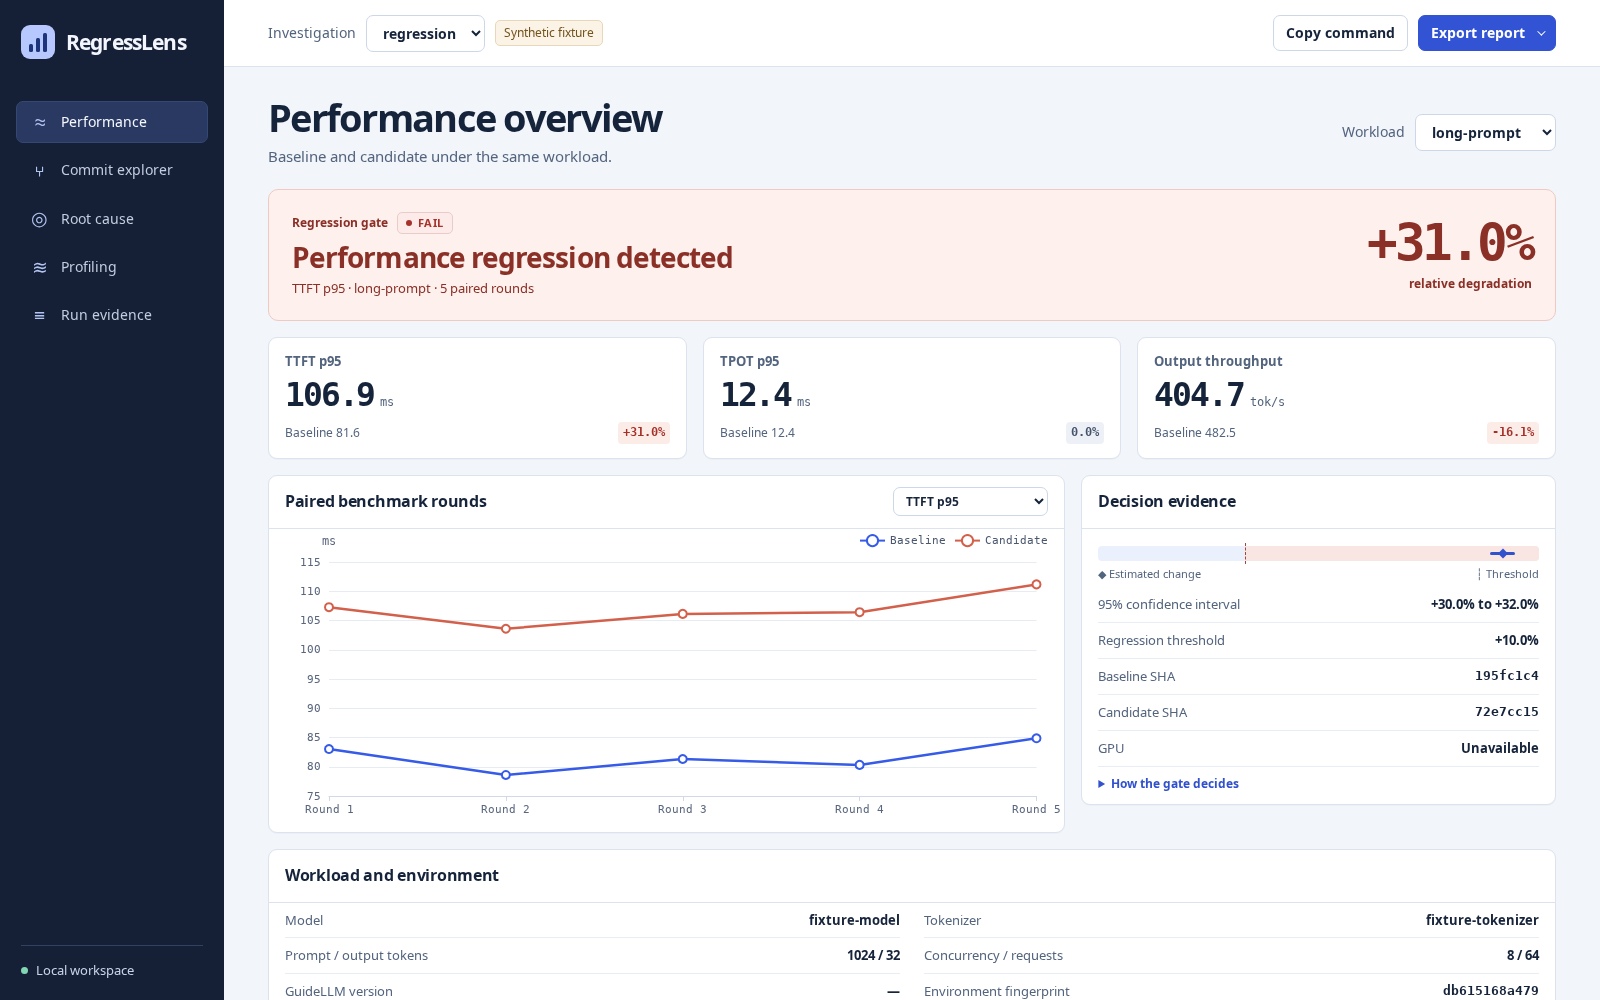 RegressLens
Performance
Commit explorer
Root cause
Profiling
Run evidence
Local workspace
Investigation regression Synthetic fixture Copy command Export report
Performance overview
Baseline and candidate under the same workload.
Workload long-prompt
Regression gate FAIL
Performance regression detected
TTFT p95 · long-prompt · 5 paired rounds
+31.0%
relative degradation
TTFT p95
106.9 ms
Baseline 81.6 +31.0%
TPOT p95
12.4 ms
Baseline 12.4 0.0%
Output throughput
404.7 tok/s
Baseline 482.5 -16.1%
Paired benchmark rounds TTFT p95
ms Baseline Candidate
115
110
105
100
95
90
85
80
75
Round 1 Round 2 Round 3 Round 4 Round 5
Decision evidence
Estimated change Threshold
95% confidence interval +30.0% to +32.0%
Regression threshold +10.0%
Baseline SHA 195fc1c4
Candidate SHA 72e7cc15
GPU Unavailable
How the gate decides
Workload and environment
Model fixture-model Tokenizer fixture-tokenizer
Prompt / output tokens 1024 / 32 Concurrency / requests 8 / 64
GuideLLM version — Environment fingerprint db615168a479